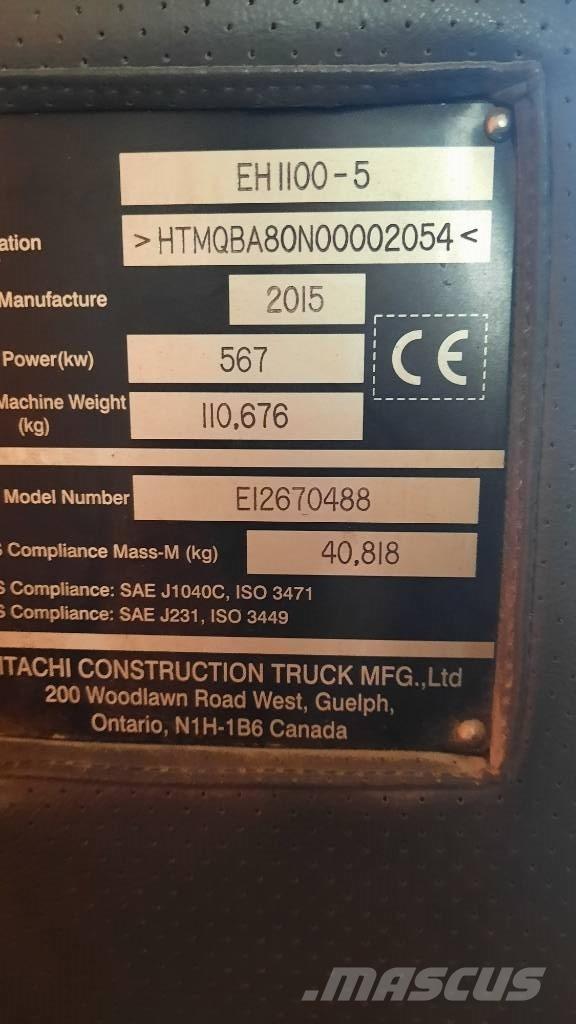 EH1100-5
ation >HTMQBA80N00002054<
Manufacture 2015
Power(kw) 567
CE
Machine Weight (kg) 110,676
Model Number E12670488
S Compliance Mass-M (kg) 40,818
S Compliance: SAE J1040C, ISO 3471
S Compliance: SAE J231, ISO 3449
ITACHI CONSTRUCTION TRUCK MFG.,Ltd
200 Woodlawn Road West, Guelph,
Ontario, N1H-1B6 Canada
MASCUS